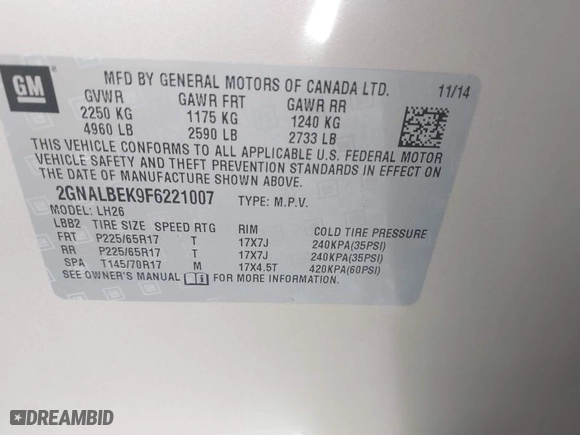 GM
MFD BY GENERAL MOTORS OF CANADA LTD. 11/14
GVWR GAWR FRT GAWR RR
2250 KG 1175 KG 1240 KG
4960 LB 2590 LB 2733 LB
THIS VEHICLE CONFORMS TO ALL APPLICABLE U.S. FEDERAL MOTOR
VEHICLE SAFETY AND THEFT PREVENTION STANDARDS IN EFFECT ON
THE DATE OF MANUFACTURE SHOWN ABOVE.
2GNALBEK9F6221007 TYPE: M.P.V.
MODEL: LH26
LBB2 TIRE SIZE SPEED RTG RIM COLD TIRE PRESSURE
FRT P225/65R17 T 17X7J 240KPA(35PSI)
RR P225/65R17 T 17X7J 240KPA(35PSI)
SPA T145/70R17 M 17X4.5T 420KPA(60PSI)
SEE OWNER'S MANUAL FOR MORE INFORMATION.
DREAMBID